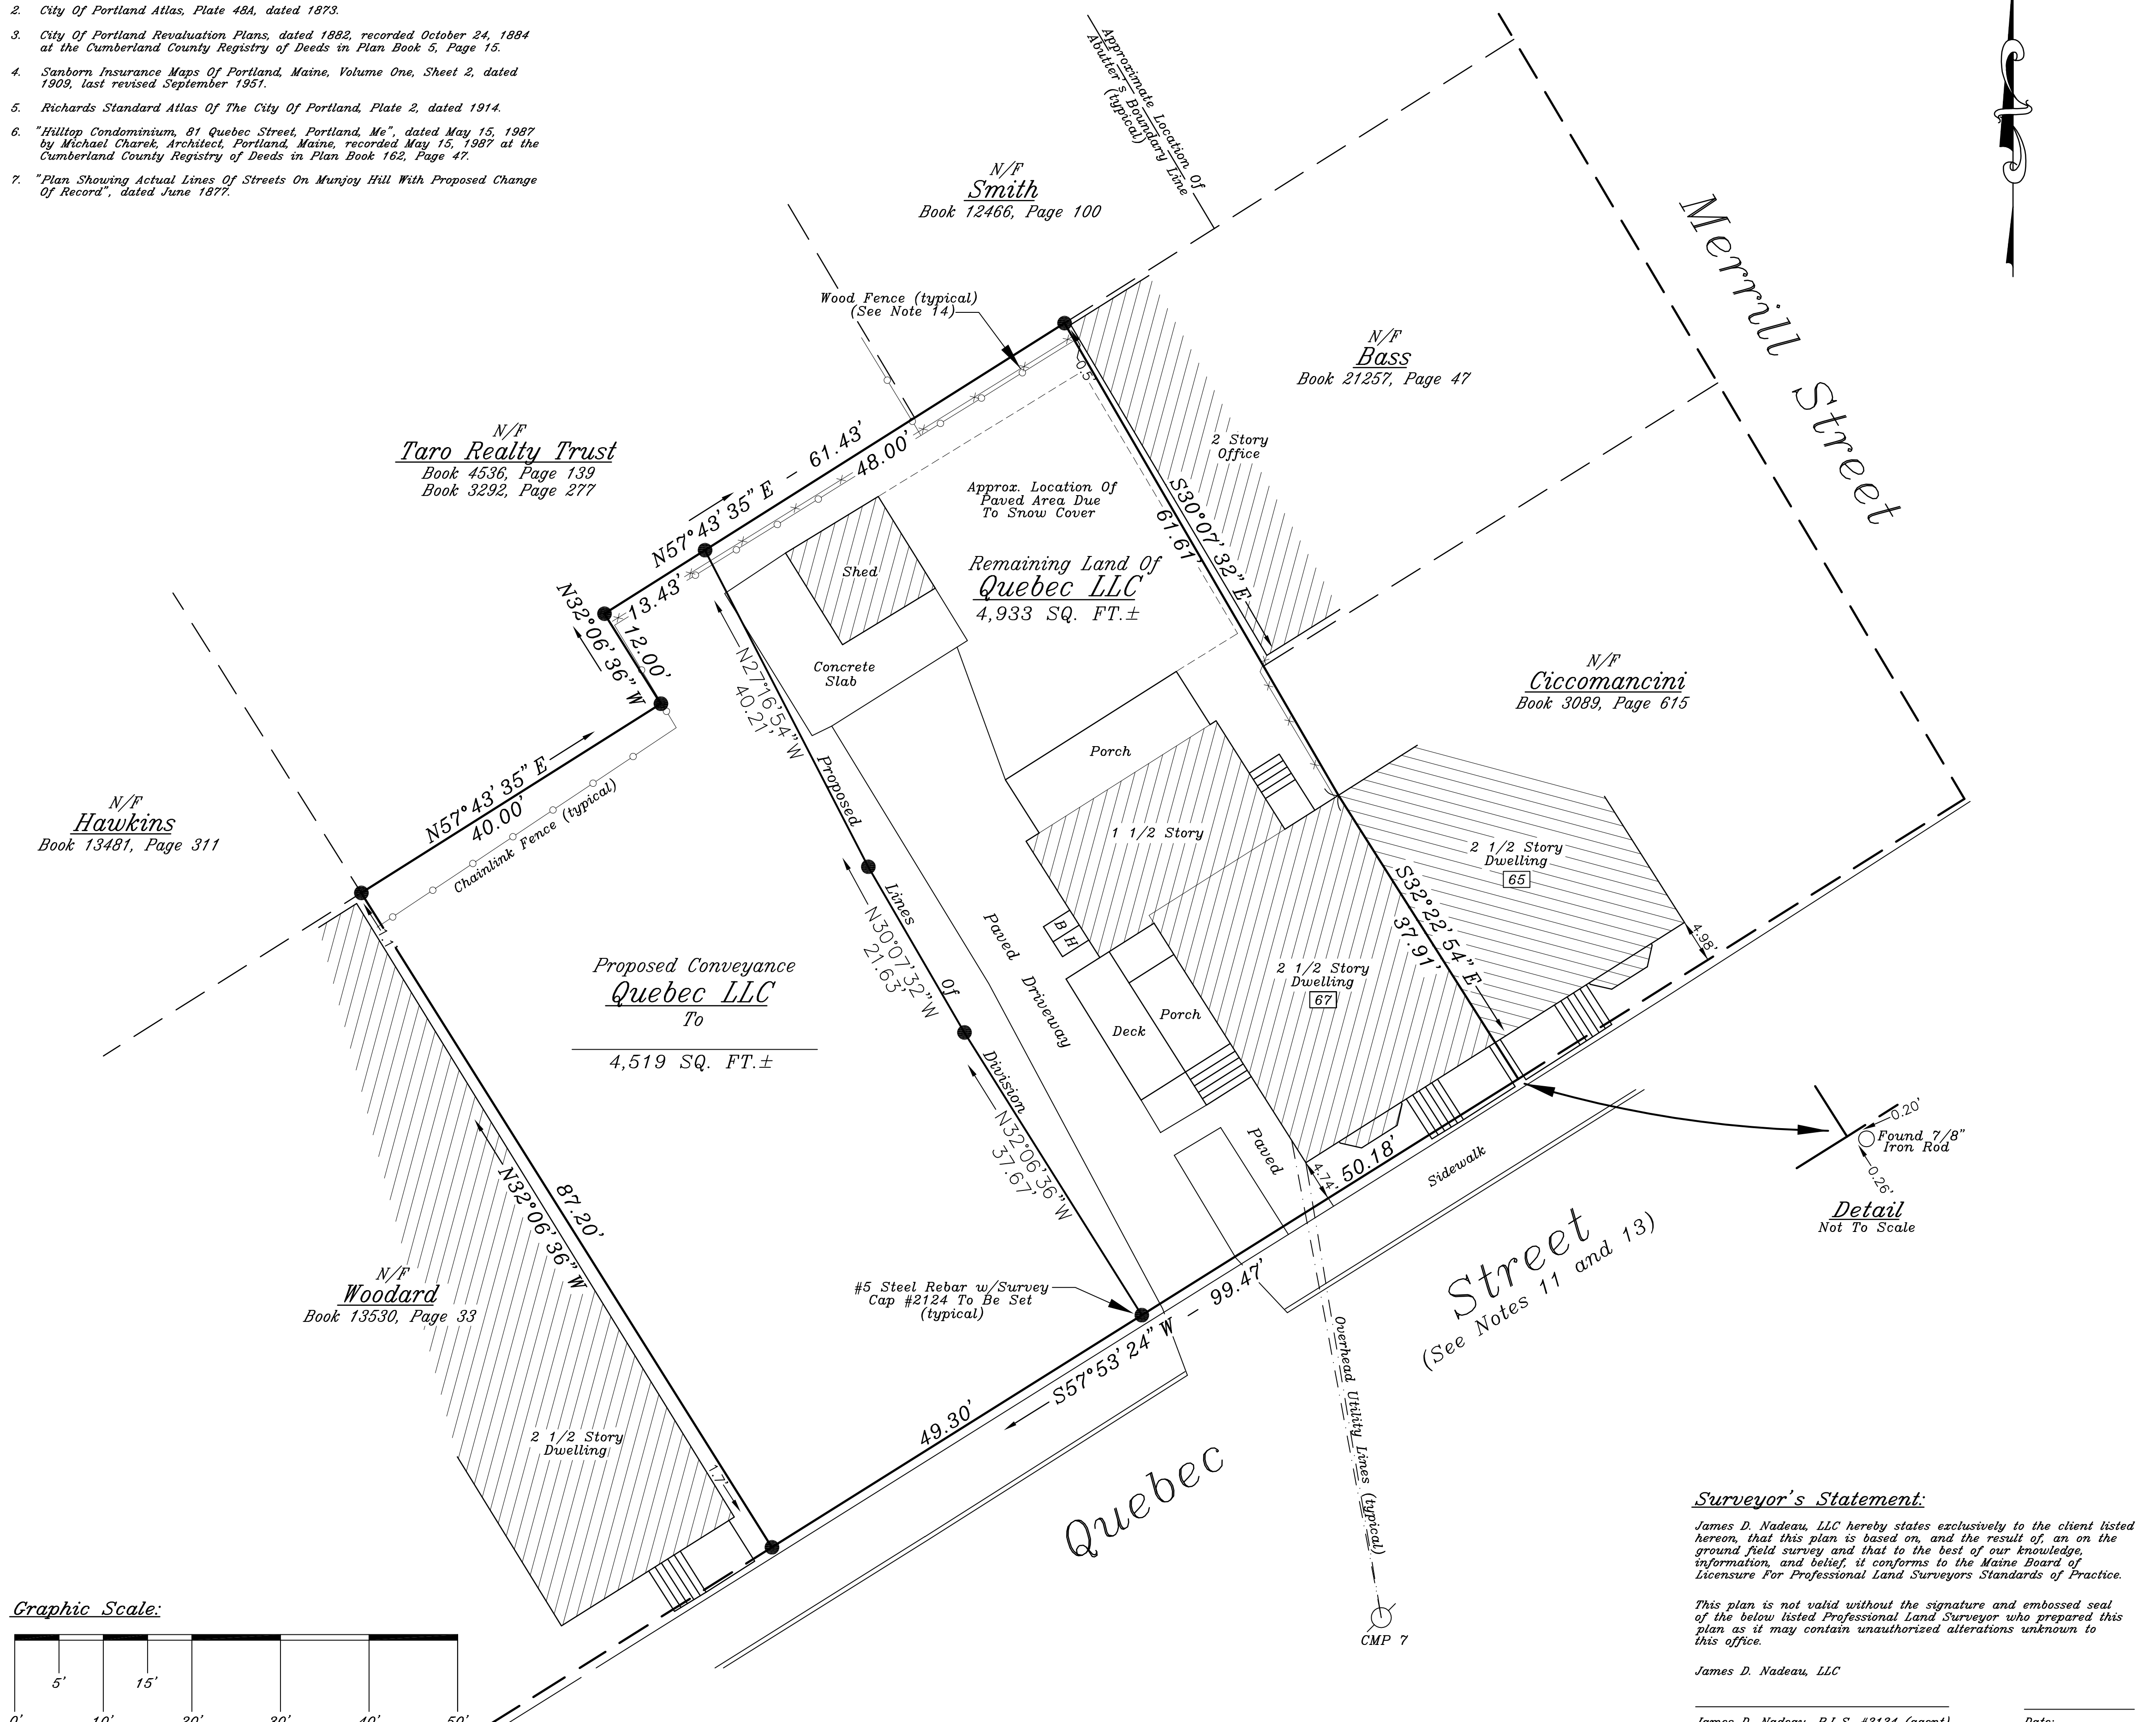 2. City Of Portland Atlas, Plate 48A, dated 1873.
3. City Of Portland Revaluation Plans, dated 1882, recorded October 24, 1884
at the Cumberland County Registry of Deeds in Plan Book 5, Page 15.
4. Sanborn Insurance Maps Of Portland, Maine, Volume One, Sheet 2, dated
1909, last revised September 1951.
5. Richards Standard Atlas Of The City Of Portland, Plate 2, dated 1914.
6. "Hilltop Condominium, 81 Quebec Street, Portland, Me", dated May 15, 1987
by Michael Charek, Architect, Portland, Maine, recorded May 15, 1987 at the
Cumberland County Registry of Deeds in Plan Book 162, Page 47.
7. "Plan Showing Actual Lines Of Streets On Munjoy Hill With Proposed Change
Of Record", dated June 1877.
Approximate Location Of
Abutter's Boundary Line
(typical)
N/F
Smith
Book 12466, Page 100
Merrill Street
Wood Fence (typical)
(See Note 14)
N/F
Bass
Book 21257, Page 47
0.5'
N/F
Taro Realty Trust
Book 4536, Page 139
Book 3292, Page 277
N57°43'35" E - 61.43'
48.00'
13.43'
2 Story
Office
Approx. Location Of
Paved Area Due
To Snow Cover
S30°07'32" E
61.61'
Shed
Remaining Land Of
Quebec LLC
4,933 SQ. FT.±
N32°06'36" W
12.00'
Concrete
Slab
N27°16'54" W
40.21'
N/F
Ciccomancini
Book 3089, Page 615
Porch
N57°43'35" E
40.00'
Chainlink Fence (typical)
N/F
Hawkins
Book 13481, Page 311
Proposed
Lines
Of
Division
1 1/2 Story
2 1/2 Story
Dwelling
65
S32°22'54" E
37.91'
4.98'
N30°07'32" W
21.63'
Paved Driveway
B H
1.1
Proposed Conveyance
Quebec LLC
To
4,519 SQ. FT.±
2 1/2 Story
Dwelling
67
Porch
Deck
N32°06'36" W
37.67'
Paved
4.74'
50.18'
Sidewalk
0.20'
Found 7/8"
Iron Rod
0.26'
Detail
Not To Scale
N32°06'36" W
87.20'
N/F
Woodard
Book 13530, Page 33
#5 Steel Rebar w/Survey
Cap #2124 To Be Set
(typical)
S57°53'24" W - 99.47'
49.30'
Quebec Street
(See Notes 11 and 13)
Overhead Utility Lines (typical)
2 1/2 Story
Dwelling
1.7'
CMP 7
Surveyor's Statement:
James D. Nadeau, LLC hereby states exclusively to the client listed
hereon, that this plan is based on, and the result of, an on the
ground field survey and that to the best of our knowledge,
information, and belief, it conforms to the Maine Board of
Licensure For Professional Land Surveyors Standards of Practice.
This plan is not valid without the signature and embossed seal
of the below listed Professional Land Surveyor who prepared this
plan as it may contain unauthorized alterations unknown to
this office.
James D. Nadeau, LLC
James D. Nadeau, P.L.S. #2124 (agent)
Date:
Graphic Scale:
5' 15'
0' 10' 20' 30' 40' 50'